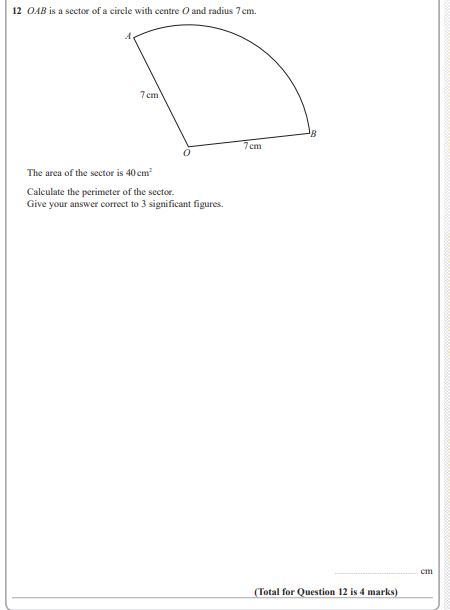 12 OAB is a sector of a circle with centre O and radius 7 cm.
A
7 cm
B
7 cm
O
The area of the sector is 40 cm²
Calculate the perimeter of the sector.
Give your answer correct to 3 significant figures.
cm
(Total for Question 12 is 4 marks)